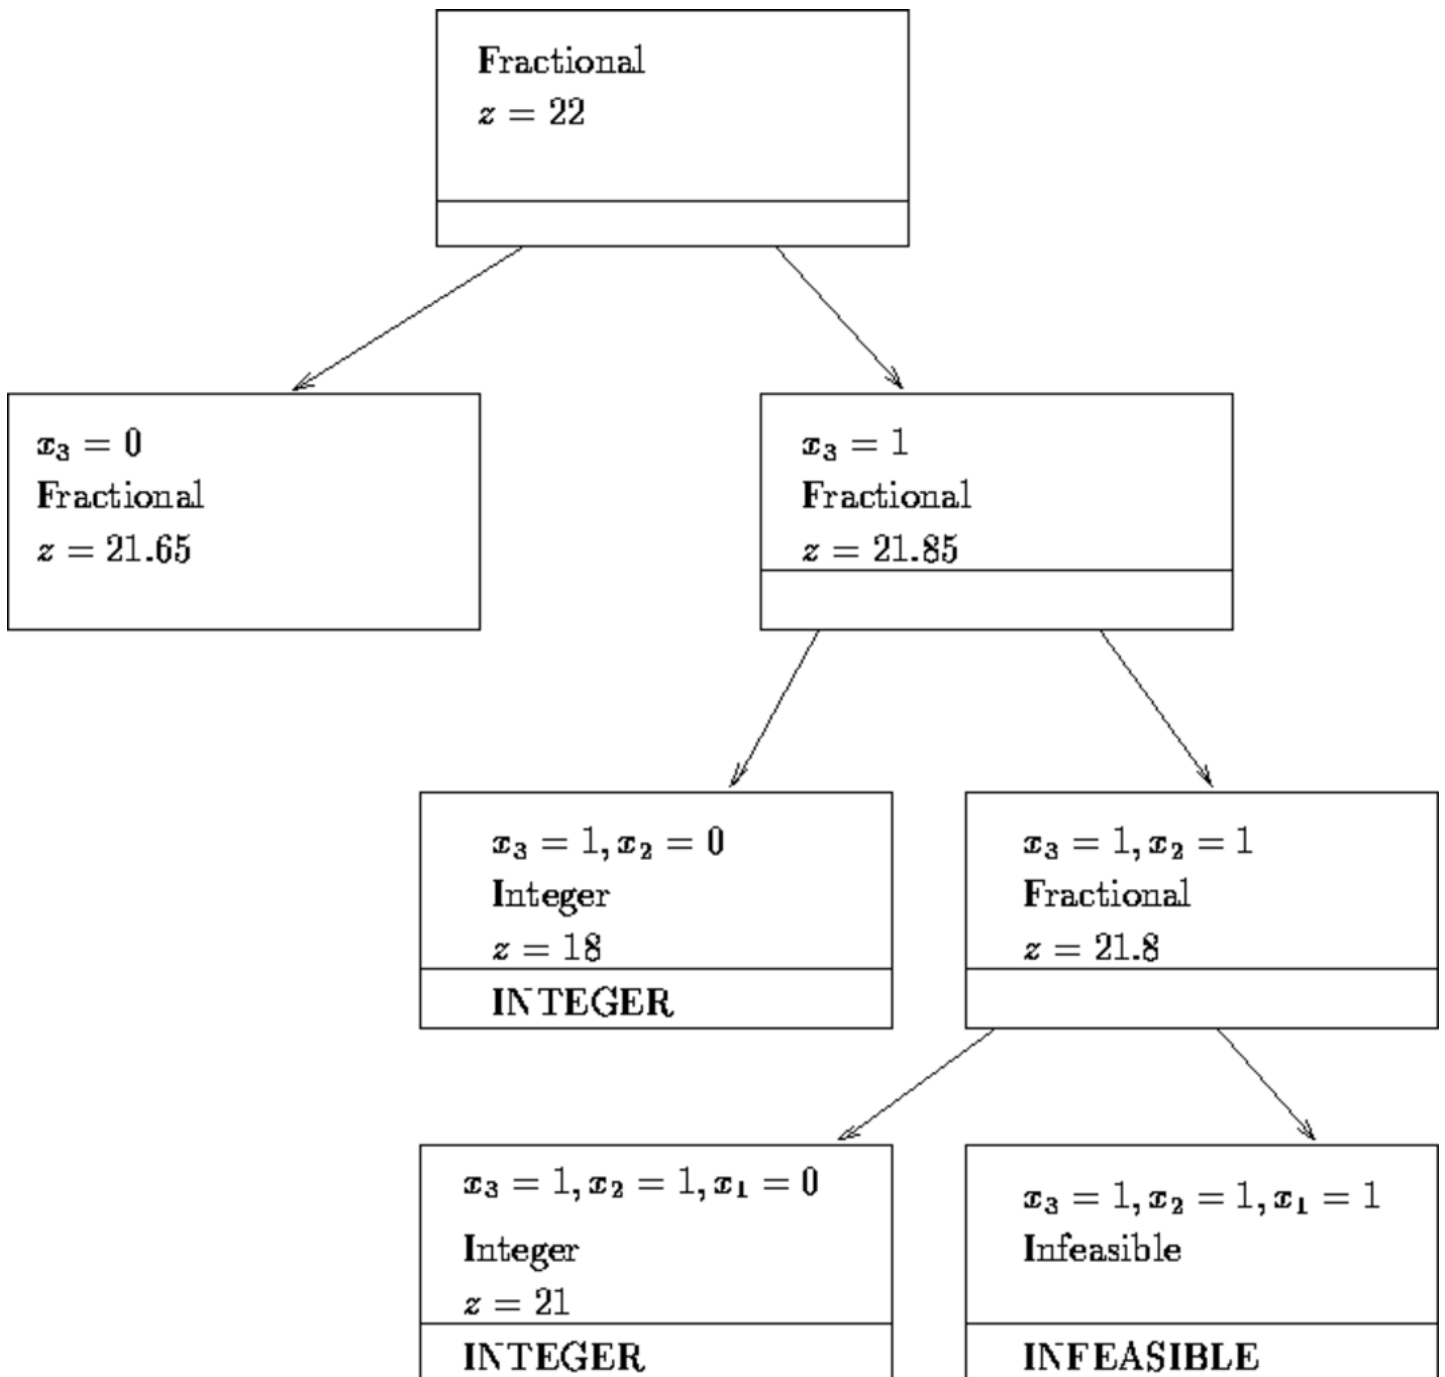 Fractional
z = 22
x₃ = 0
Fractional
z = 21.65
x₃ = 1
Fractional
z = 21.85
x₃ = 1, x₂ = 0
Integer
z = 18
INTEGER
x₃ = 1, x₂ = 1
Fractional
z = 21.8
x₃ = 1, x₂ = 1, x₁ = 0
Integer
z = 21
INTEGER
x₃ = 1, x₂ = 1, x₁ = 1
Infeasible
INFEASIBLE